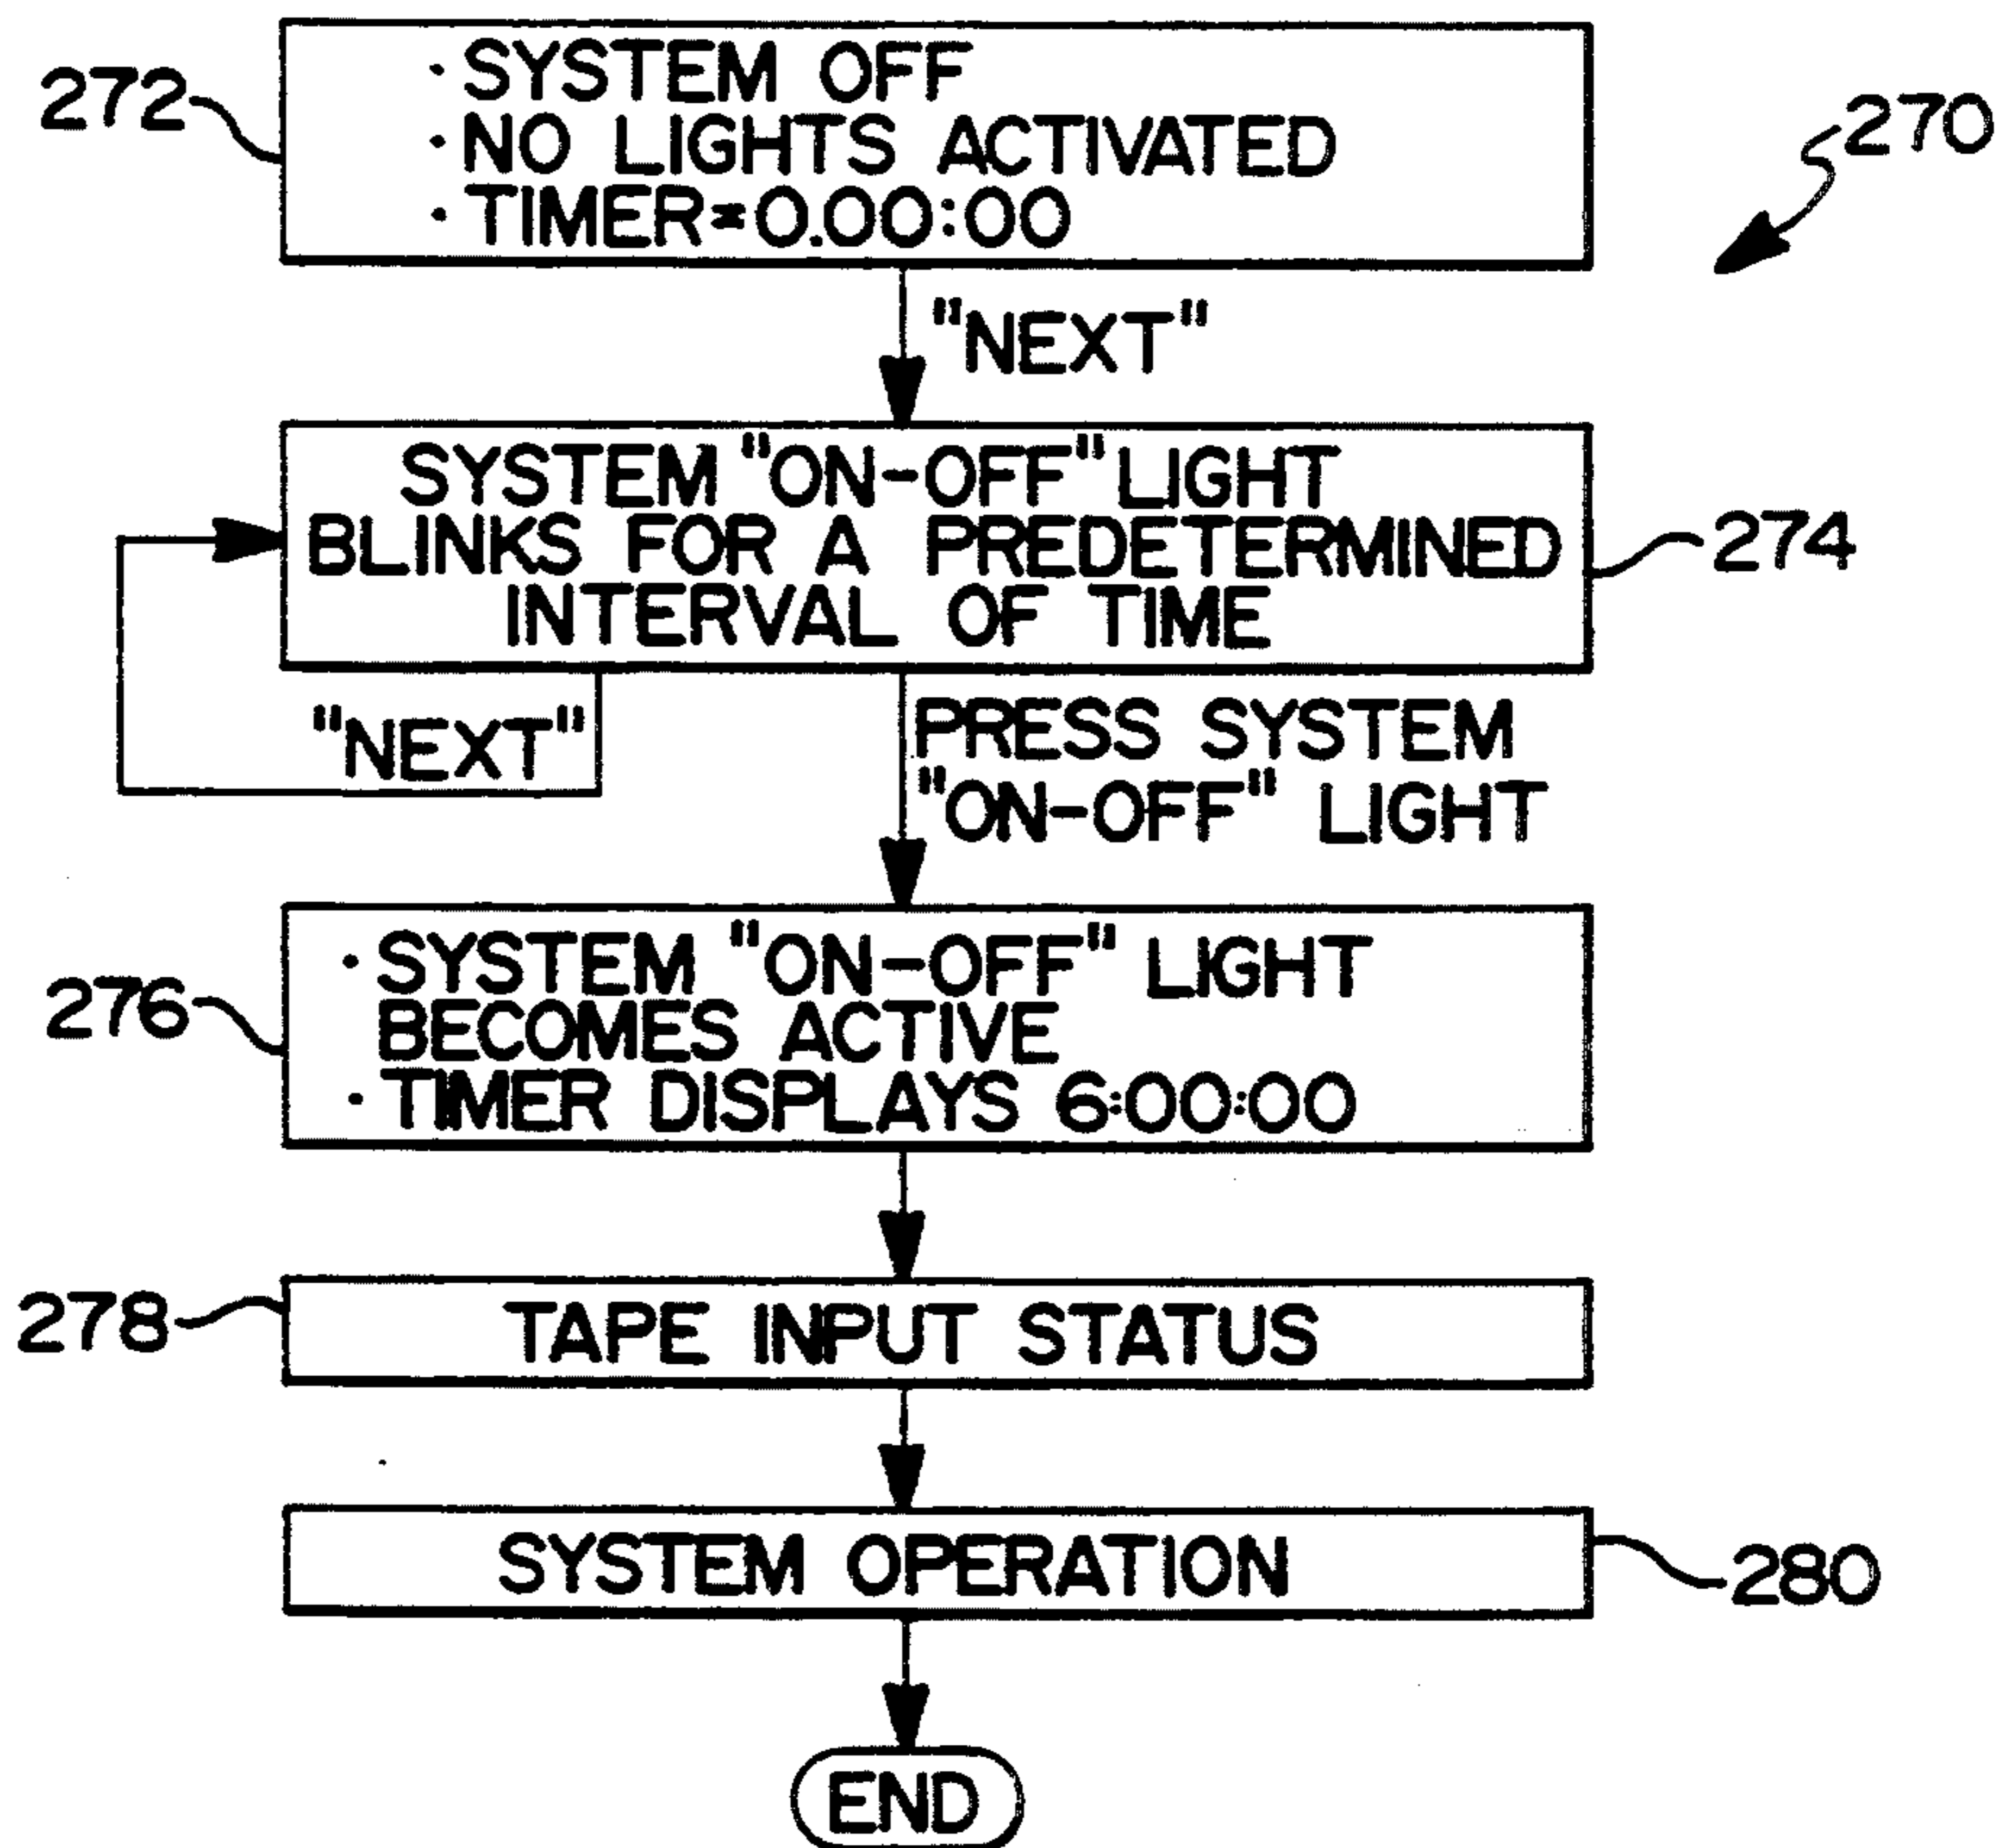 272
· SYSTEM OFF
· NO LIGHTS ACTIVATED
· TIMER=0.00:00
270
"NEXT"
SYSTEM "ON-OFF" LIGHT
BLINKS FOR A PREDETERMINED
INTERVAL OF TIME
274
"NEXT"
PRESS SYSTEM
"ON-OFF" LIGHT
276
· SYSTEM "ON-OFF" LIGHT
BECOMES ACTIVE
· TIMER DISPLAYS 6:00:00
278
TAPE INPUT STATUS
SYSTEM OPERATION
280
END